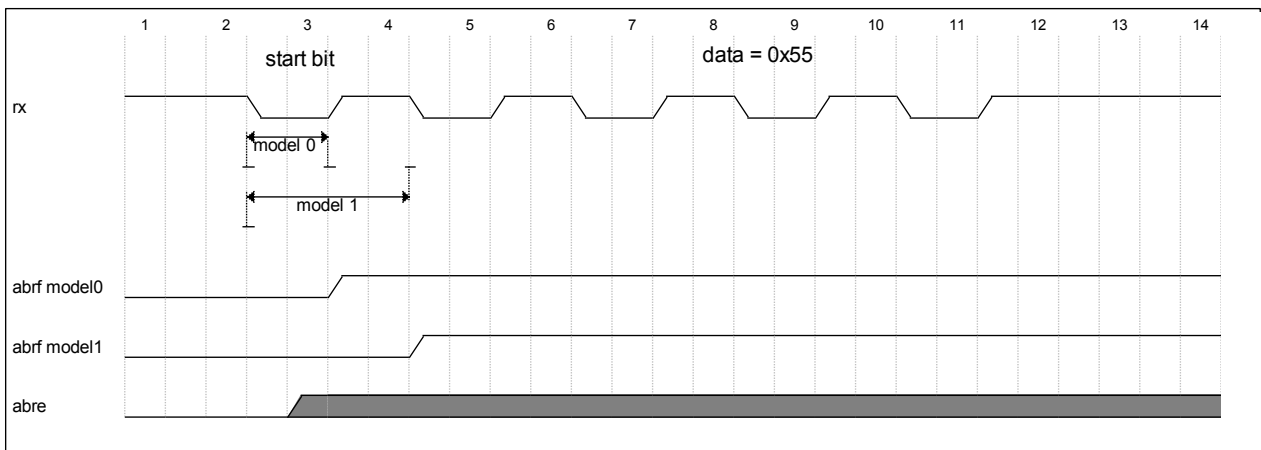 1 2 3 4 5 6 7 8 9 10 11 12 13 14
start bit data = 0x55
rx
model 0
model 1
abrf model0
abrf model1
abre